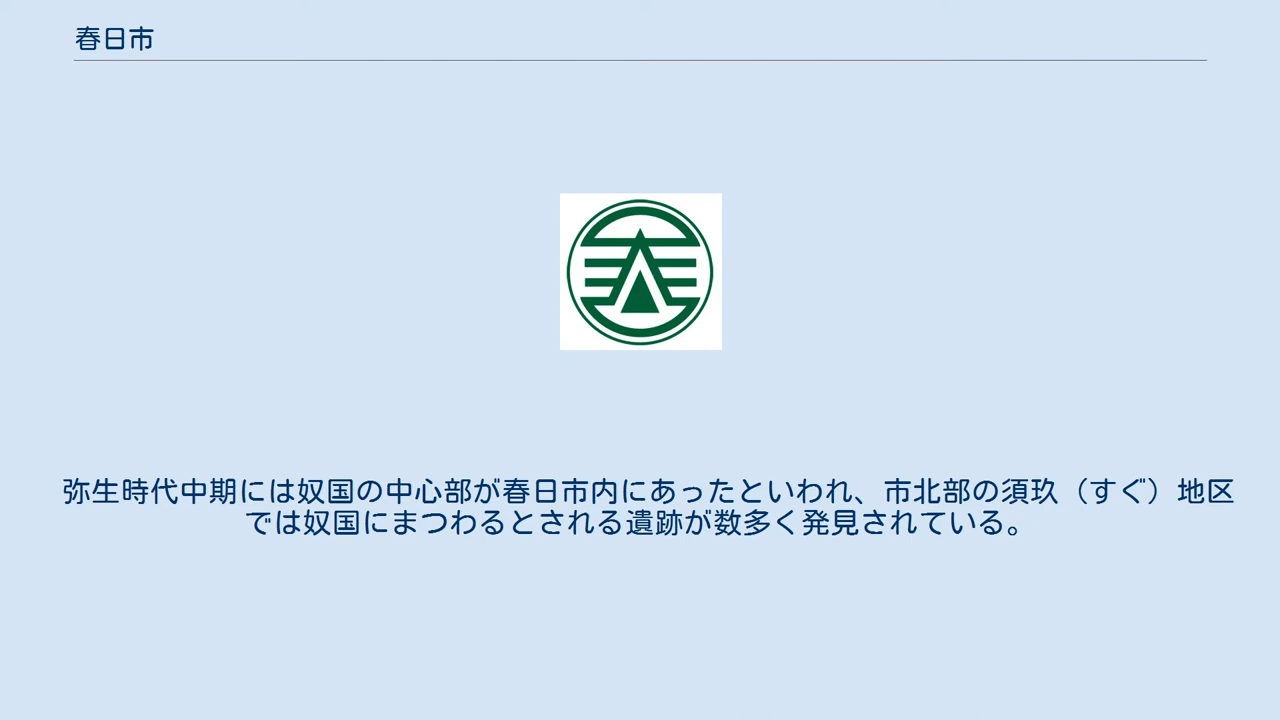 春日市
弥生時代中期には奴国の中心部が春日市内にあったといわれ、市北部の須玖（すぐ）地区
では奴国にまつわるとされる遺跡が数多く発見されている。